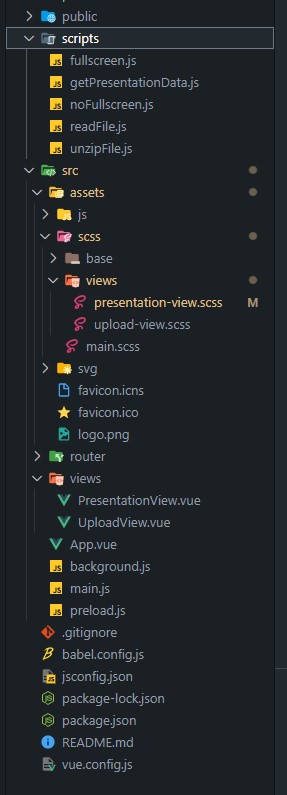 public
scripts
fullscreen.js
getPresentationData.js
noFullscreen.js
readFile.js
unzipFile.js
src
assets
js
scss
base
views
presentation-view.scss M
upload-view.scss
main.scss
svg
favicon.icns
favicon.ico
logo.png
router
views
PresentationView.vue
UploadView.vue
App.vue
JS background.js
JS main.js
JS preload.js
.gitignore
babel.config.js
jsconfig.json
package-lock.json
package.json
README.md
vue.config.js